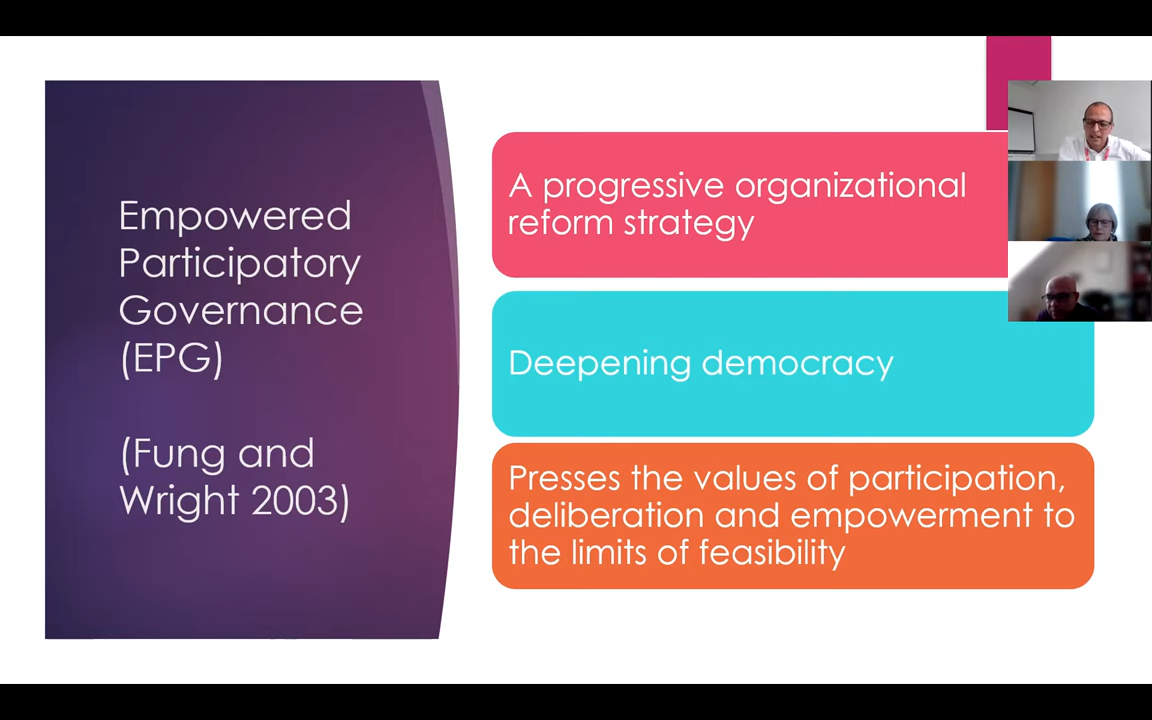 Empowered
Participatory
Governance
(EPG)
(Fung and
Wright 2003)
A progressive organizational
reform strategy
Deepening democracy
Presses the values of participation,
deliberation and empowerment to
the limits of feasibility